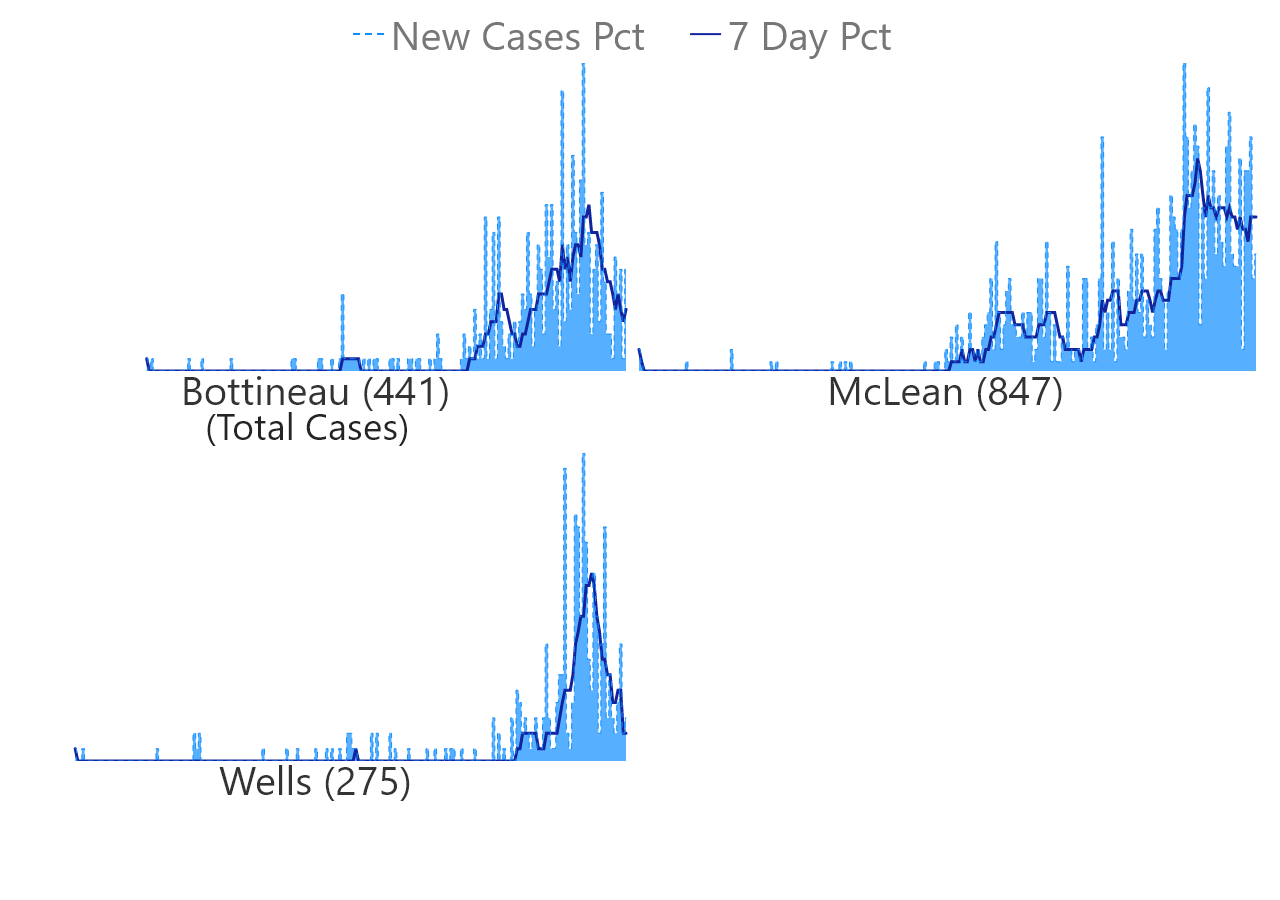 New Cases Pct 7 Day Pct
Bottineau (441)
(Total Cases)
McLean (847)
Wells (275)